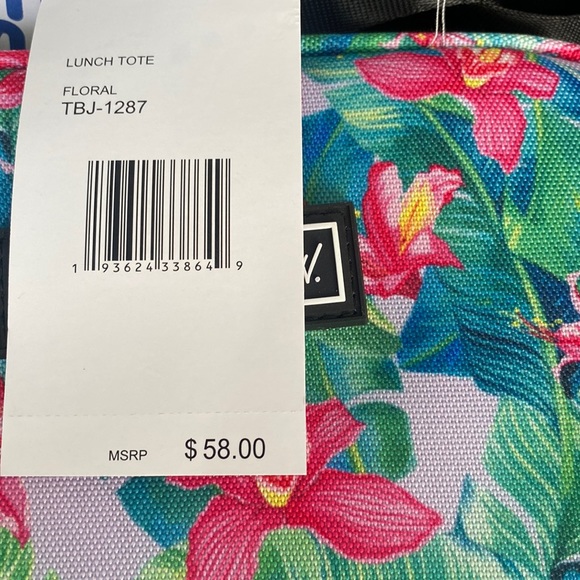 LUNCH TOTE
FLORAL
TBJ-1287
1 93624 33864 9
W.
MSRP $58.00